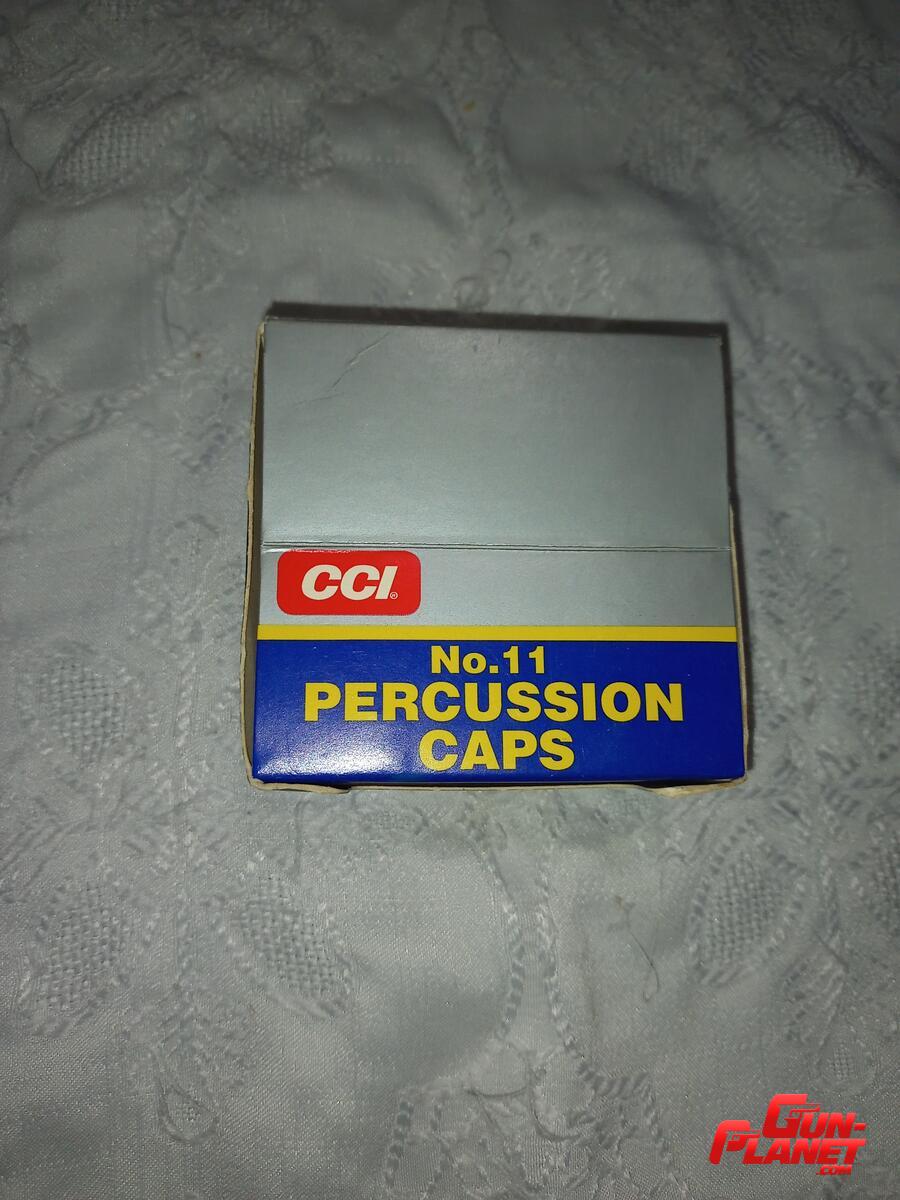 CCI®
No.11
PERCUSSION
CAPS
GUN-
PLANET
.COM